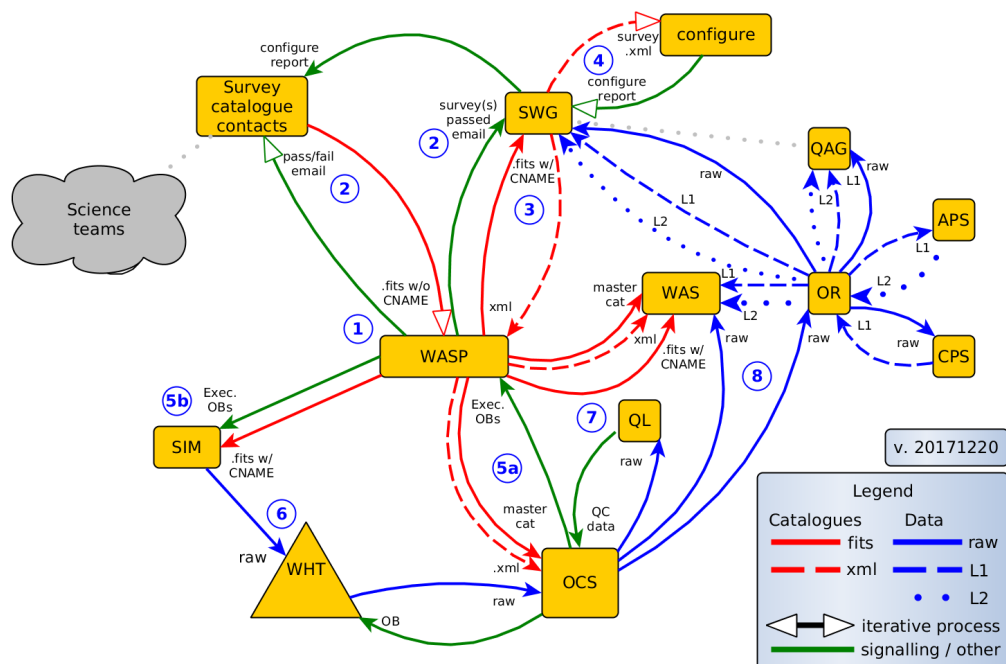 configure
report
survey
.xml
4
configure
configure
report
Survey
catalogue
contacts
survey(s)
passed
email
SWG
2
pass/fail
email
2
.fits w/
CNAME
3
raw
QAG
L1
L2
raw
L1
L2
Science
teams
APS
L1
L2
.fits w/o
CNAME
xml
master
cat
WAS
L1
L2
OR
1
WASP
xml
.fits w/
CNAME
raw
raw
raw
L1
CPS
8
5b
Exec.
OBs
Exec.
OBs
7
QL
SIM
.fits w/
CNAME
5a
raw
v. 20171220
6
master
cat
QC
data
raw
WHT
.xml
OCS
raw
OB
Legend
Catalogues
Data
fits
raw
xml
L1
L2
iterative process
signalling / other